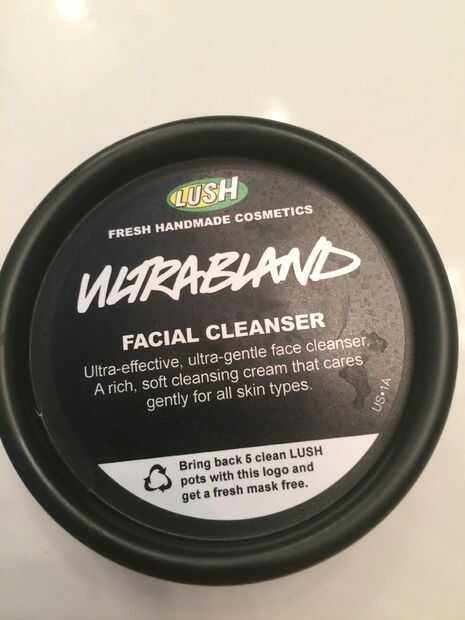 LUSH
FRESH HANDMADE COSMETICS
ULTRABLAND
FACIAL CLEANSER
Ultra-effective, ultra-gentle face cleanser.
A rich, soft cleansing cream that cares
gently for all skin types.
US•1A
Bring back 5 clean LUSH
pots with this logo and
get a fresh mask free.